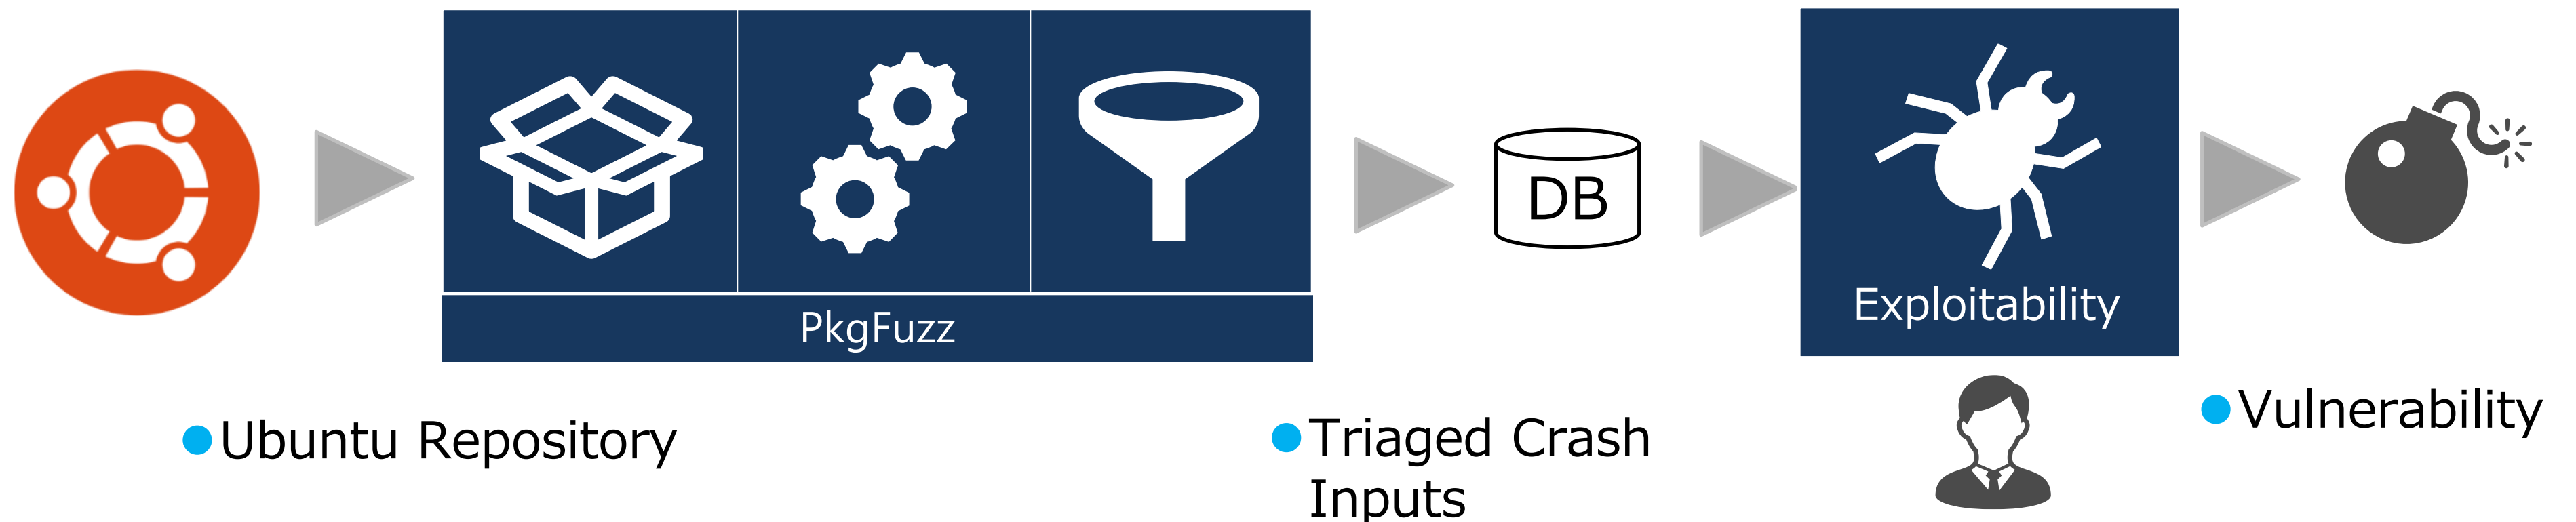 PkgFuzz
DB
Exploitability
Ubuntu Repository
Triaged Crash
Inputs
Vulnerability